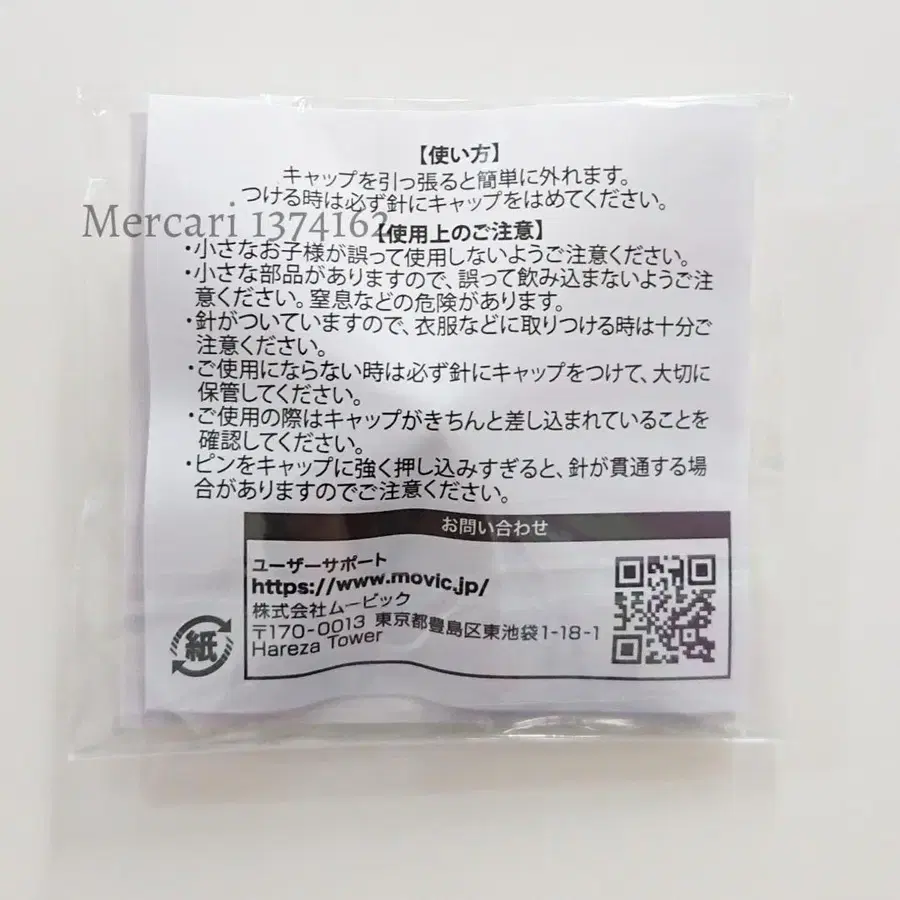 【使い方】
キャップを引っ張ると簡単に外れます。
つける時は必ず針にキャップをはめてください。
Mercari 1374162
【使用上のご注意】
・小さなお子様が誤って使用しないようご注意ください。
・小さな部品がありますので、誤って飲み込まないようご注
意ください。窒息などの危険があります。
・針がついていますので、衣服などに取りつける時は十分ご
注意ください。
・ご使用にならない時は必ず針にキャップをつけて、大切に
保管してください。
・ご使用の際はキャップがきちんと差し込まれていることを
確認してください。
・ピンをキャップに強く押し込みすぎると、針が貫通する場
合がありますのでご注意ください。
お問い合わせ
ユーザーサポート
https://www.movic.jp/
株式会社ムービック
〒170-0013 東京都豊島区東池袋1-18-1
Hareza Tower
紙